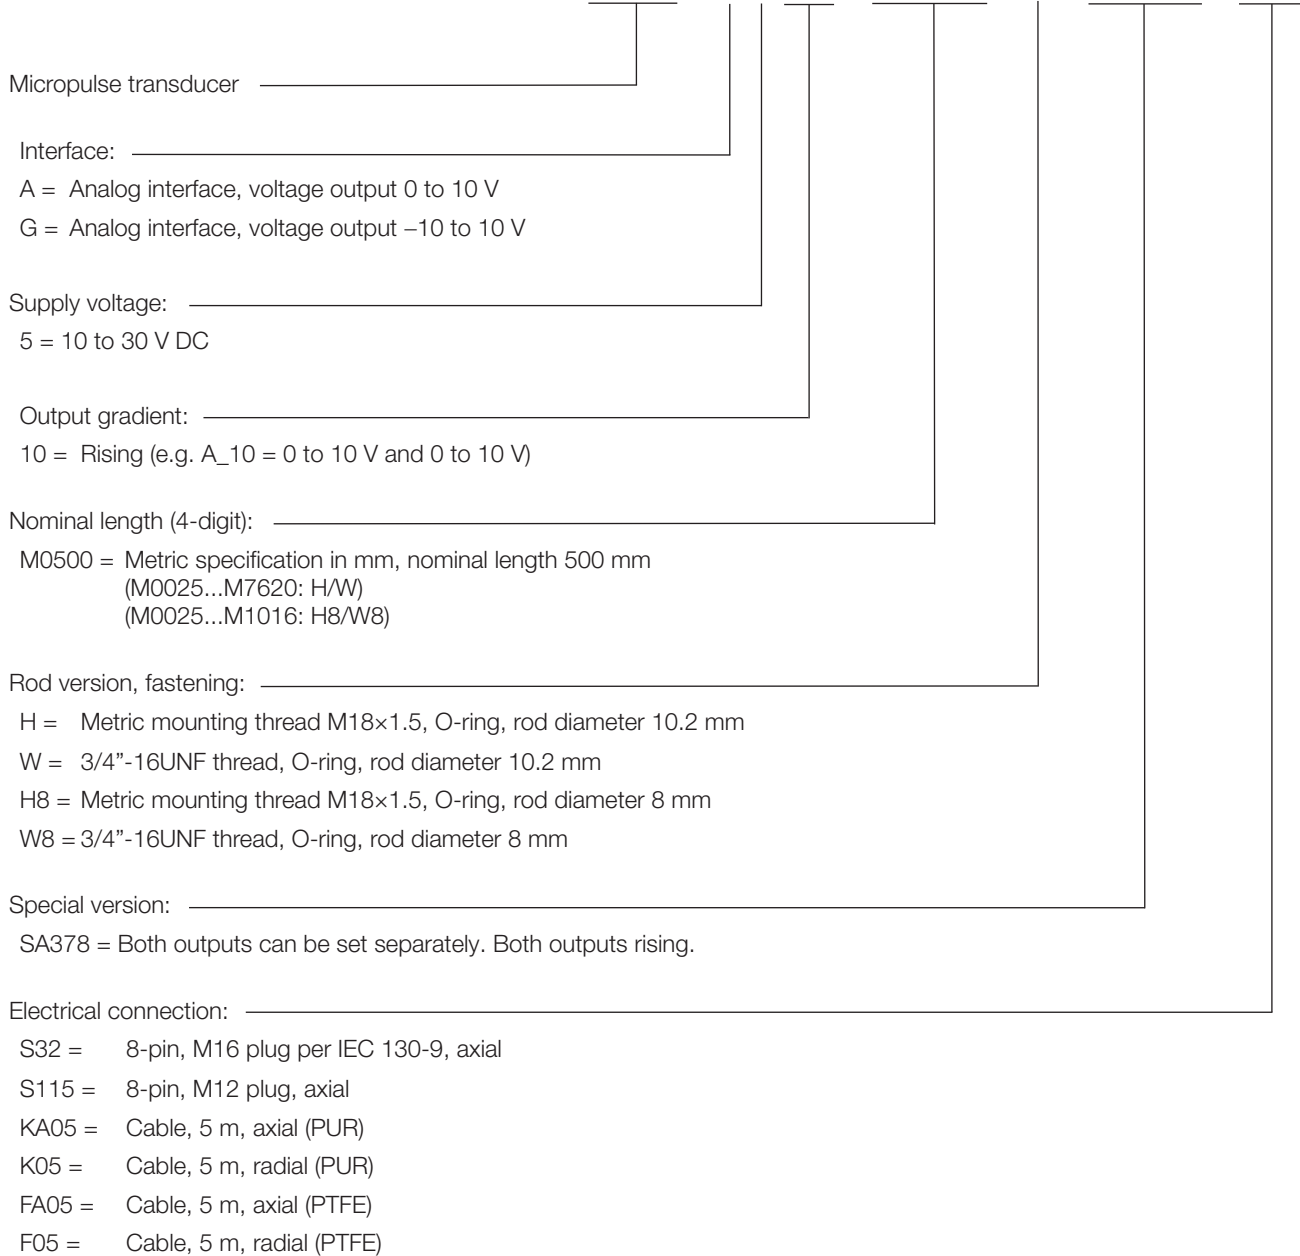 Micropulse transducer
Interface:
A = Analog interface, voltage output 0 to 10 V
G = Analog interface, voltage output –10 to 10 V
Supply voltage:
5 = 10 to 30 V DC
Output gradient:
10 = Rising (e.g. A_10 = 0 to 10 V and 0 to 10 V)
Nominal length (4-digit):
M0500 = Metric specification in mm, nominal length 500 mm
(M0025...M7620: H/W)
(M0025...M1016: H8/W8)
Rod version, fastening:
H = Metric mounting thread M18×1.5, O-ring, rod diameter 10.2 mm
W = 3/4”-16UNF thread, O-ring, rod diameter 10.2 mm
H8 = Metric mounting thread M18×1.5, O-ring, rod diameter 8 mm
W8 = 3/4”-16UNF thread, O-ring, rod diameter 8 mm
Special version:
SA378 = Both outputs can be set separately. Both outputs rising.
Electrical connection:
S32 = 8-pin, M16 plug per IEC 130-9, axial
S115 = 8-pin, M12 plug, axial
KA05 = Cable, 5 m, axial (PUR)
K05 = Cable, 5 m, radial (PUR)
FA05 = Cable, 5 m, axial (PTFE)
F05 = Cable, 5 m, radial (PTFE)